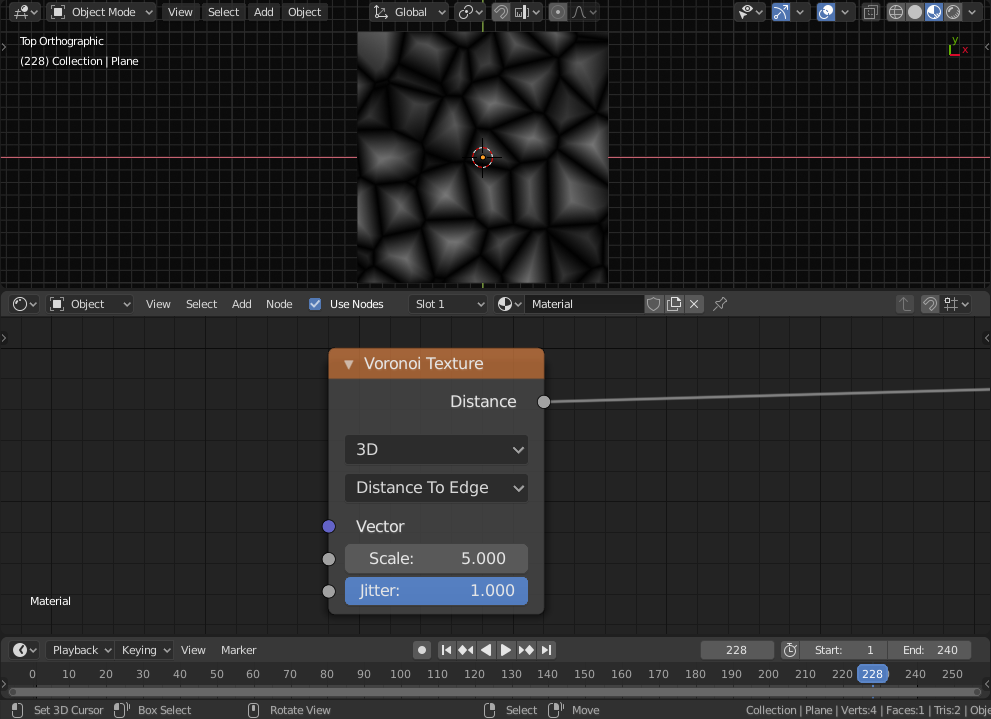 Object Mode View Select Add Object Global
Top Orthographic
(228) Collection | Plane
y
x
Object View Select Add Node Use Nodes Slot 1 Material
Voronoi Texture
Distance
3D
Distance To Edge
Vector
Scale: 5.000
Jitter: 1.000
Material
Playback Keying View Marker 228 Start: 1 End: 240
0 10 20 30 40 50 60 70 80 90 100 110 120 130 140 150 160 170 180 190 200 210 220 228 240 250
Set 3D Cursor Box Select Rotate View Select Move Collection | Plane | Verts:4 | Faces:1 | Tris:2 | Obje